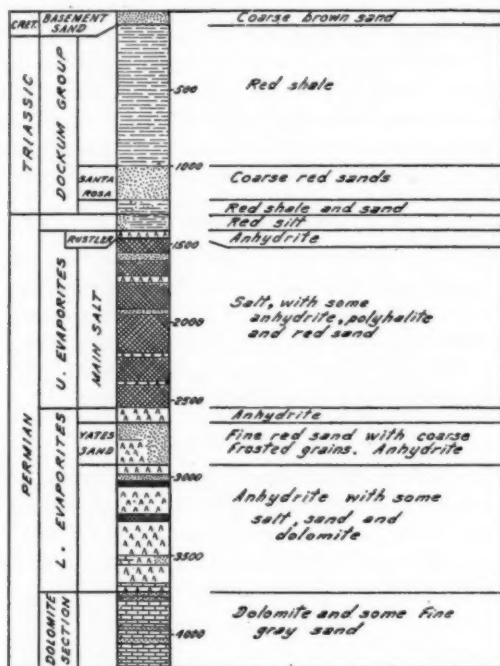 CRET.
BASEMENT
SAND
Coarse brown sand
TRIASSIC
DOCKUM GROUP
500
Red shale
1000
SANTA
ROSA
Coarse red sands
Red shale and sand
Red silt
PERMIAN
U. EVAPORITES
RUSTLER
Anhydrite
1500
MAIN SALT
2000
Salt, with some
anhydrite, polyhalite
and red sand
2500
L. EVAPORITES
Anhydrite
YATES
SAND
Fine red sand with coarse
frosted grains. Anhydrite
3000
Anhydrite with some
salt, sand and
dolomite
3500
DOLOMITE
SECTION
Dolomite and some fine
gray sand
4000